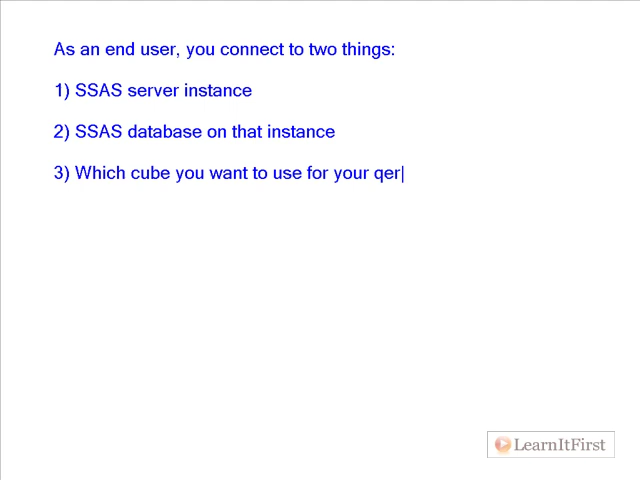 As an end user, you connect to two things:
1) SSAS server instance
2) SSAS database on that instance
3) Which cube you want to use for your qer
LearnItFirst